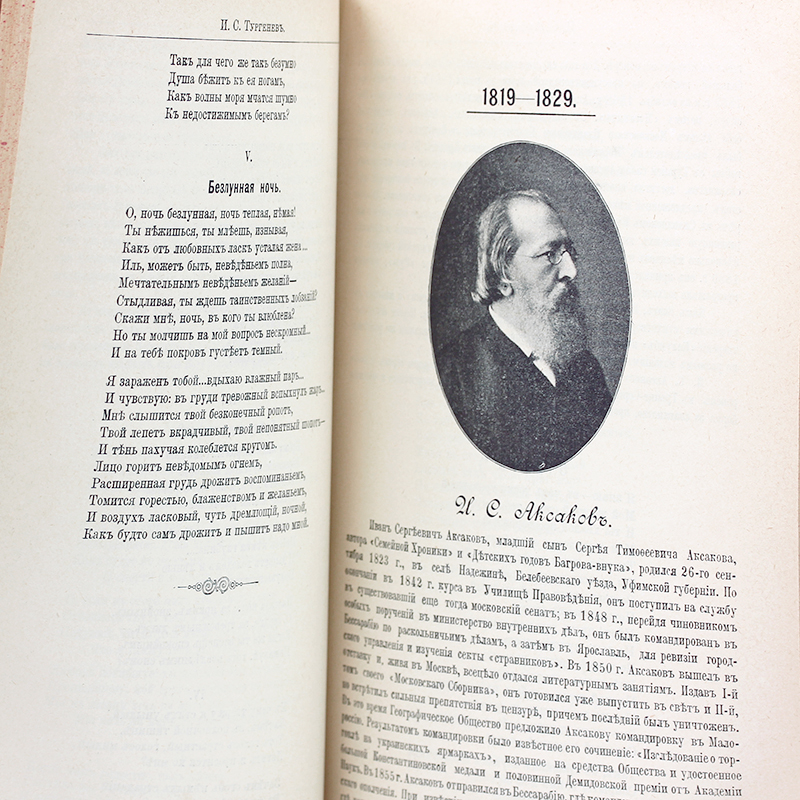 И. С. Тургеневъ.
Такъ для чего же такъ безумно
Душа бѣжитъ къ ея ногамъ,
Какъ волны моря мчатся шумно
Къ недостижимымъ берегамъ?
V.
Безлунная ночь.
О, ночь безлунная, ночь теплая, нѣмая!
Ты нѣжишься, ты млѣешь, изнывая,
Какъ отъ любовныхъ ласкъ усталая жена...
Иль, можетъ быть, невѣдѣньемъ полна,
Мечтательнымъ невѣдѣньемъ желаній—
Стыдливая, ты ждешь таинственныхъ лобзаній?
Скажи мнѣ, ночь, въ кого ты влюблена?
Но ты молчишь на мой вопросъ нескромный...
И на тебѣ покровъ густѣетъ темный.
Я зараженъ тобой...вдыхаю влажный паръ...
И чувствую: въ груди тревожный вспыхнулъ жаръ...
Мнѣ слышится твой безконечный ропотъ,
Твой лепетъ вкрадчивый, твой непонятный шопотъ—
И тѣнь пахучая колеблется кругомъ.
Лицо горитъ невѣдомымъ огнемъ,
Расширенная грудь дрожитъ воспоминаньемъ,
Томится горестью, блаженствомъ и желаньемъ,
И воздухъ ласковый, чуть дремлющій, ночной,
Какъ будто самъ дрожитъ и пышитъ надо мной.
1819—1829.
И. С. Аксаковъ.
Иванъ Сергѣевичъ Аксаковъ, младшій сынъ Сергѣя Тимоѳеевича Аксакова,
автора «Семейной Хроники» и «Дѣтскихъ годовъ Багрова-внука», родился 26-го сен-
тября 1823 г., въ селѣ Надежинѣ, Белебеевскаго уѣзда, Уфимской губерніи. По
окончаніи въ 1842 г. курса въ Училищѣ Правовѣдѣнія, онъ поступилъ на службу
въ существовавшій еще тогда московскій сенатъ; въ 1848 г., перейдя чиновникомъ
особыхъ порученій въ министерство внутреннихъ дѣлъ, онъ былъ командированъ въ
Бессарабію по раскольничьимъ дѣламъ, а затѣмъ въ Ярославль, для ревизіи город-
скаго управленія и изученія секты «странниковъ». Въ 1850 г. Аксаковъ вышелъ въ
отставку и, живя въ Москвѣ, всецѣло отдался литературнымъ занятіямъ. Издавъ I-й
томъ своего «Московскаго Сборника», онъ готовился уже выпустить въ свѣтъ и II-й,
но встрѣтилъ сильныя препятствія въ цензурѣ, причемъ послѣдній былъ уничтоженъ.
Въ это время Географическое Общество предложило Аксакову командировку въ Мало-
россію. Результатомъ командировки было извѣстное его сочиненіе: «Изслѣдованіе о тор-
говлѣ на украинскихъ ярмаркахъ», изданное на средства Общества и удостоенное
большой Константиновской медали и половинной Демидовской преміи отъ Академіи
Наукъ. Въ 1855 г. Аксаковъ отправился въ Бессарабію, гдѣ
скаго ополченія. При